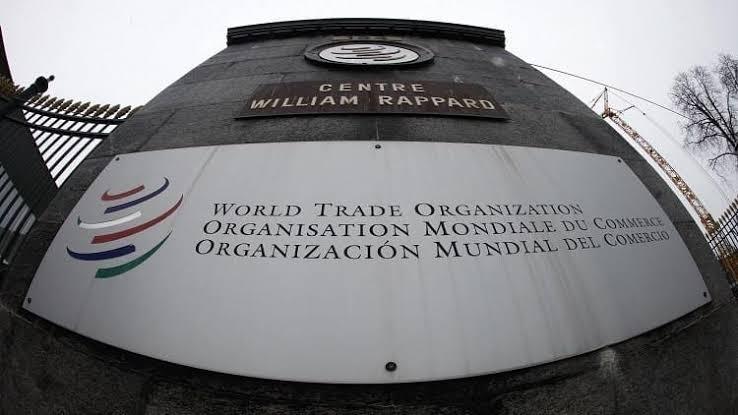 CENTRE
WILLIAM RAPPARD
WORLD TRADE ORGANIZATION
ORGANISATION MONDIALE DU COMMERCE
ORGANIZACIÓN MUNDIAL DEL COMERCIO